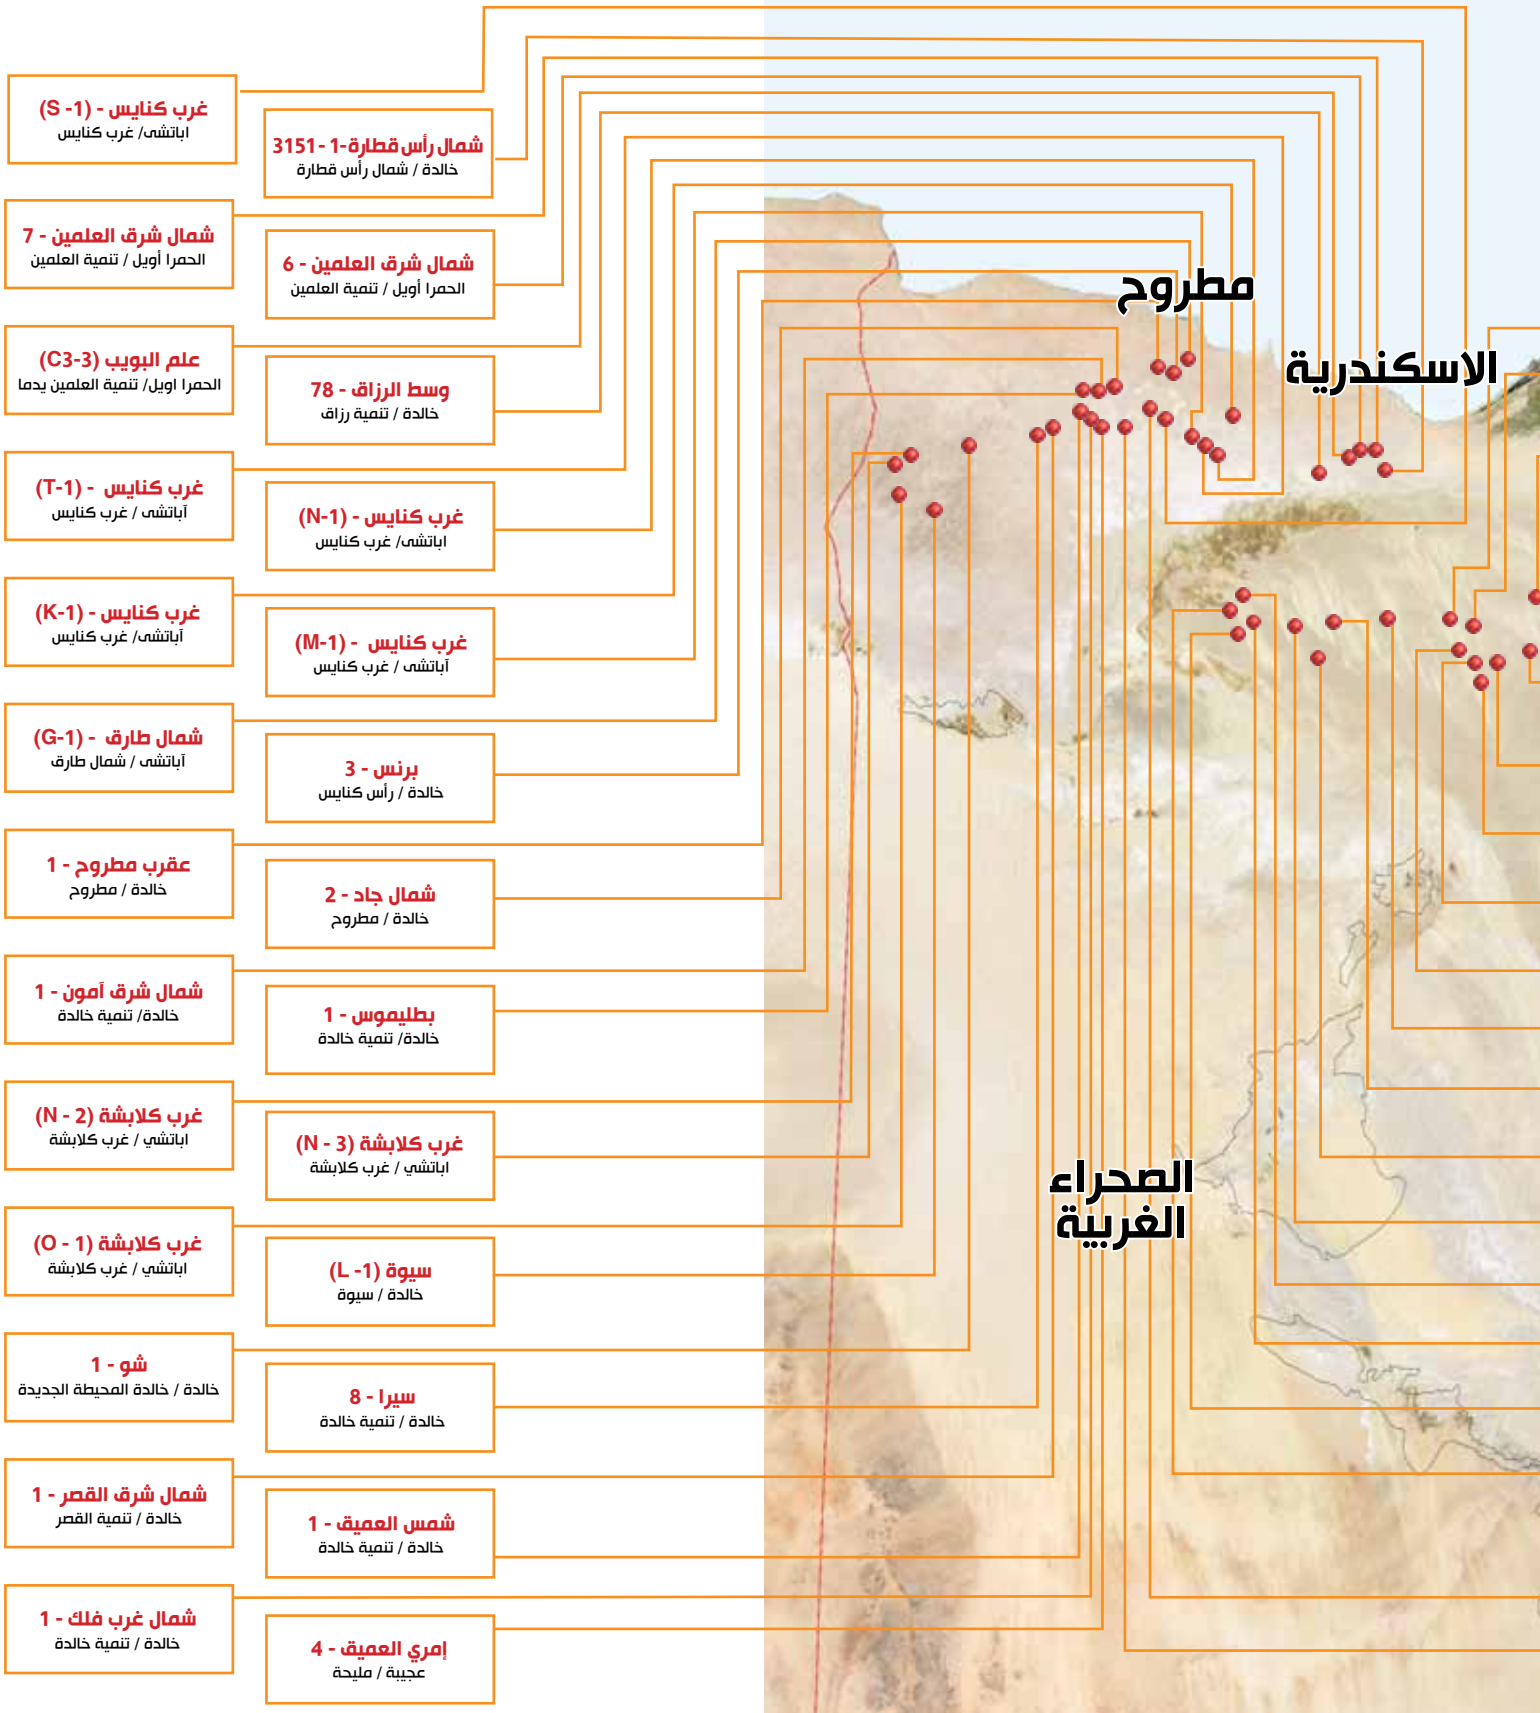 غرب كنايس - (S -1)
اباتشى/ غرب كنايس
شمال رأس قطارة-1 - 3151
خالدة / شمال رأس قطارة
شمال شرق العلمين - 7
الحمرا أويل / تنمية العلمين
شمال شرق العلمين - 6
الحمرا أويل / تنمية العلمين
علم البويب (C3-3)
الحمرا اويل/ تنمية العلمين يدما
وسط الرزاق - 78
خالدة / تنمية رزاق
غرب كنايس - (T-1)
آباتشى / غرب كنايس
غرب كنايس - (N-1)
اباتشى/ غرب كنايس
غرب كنايس - (K-1)
آباتشى/ غرب كنايس
غرب كنايس - (M-1)
آباتشى / غرب كنايس
شمال طارق - (G-1)
آباتشى / شمال طارق
برنس - 3
خالدة / رأس كنايس
عقرب مطروح - 1
خالدة / مطروح
شمال جاد - 2
خالدة / مطروح
شمال شرق آمون - 1
خالدة/ تنمية خالدة
بطليموس - 1
خالدة/ تنمية خالدة
غرب كلابشة (N - 2)
اباتشي / غرب كلابشة
غرب كلابشة (N - 3)
اباتشي / غرب كلابشة
غرب كلابشة (O - 1)
اباتشي / غرب كلابشة
سيوة (L -1)
خالدة / سيوة
شو - 1
خالدة / خالدة المحيطة الجديدة
سيرا - 8
خالدة / تنمية خالدة
شمال شرق القصر - 1
خالدة / تنمية القصر
شمس العميق - 1
خالدة / تنمية خالدة
شمال غرب فلك - 1
خالدة / تنمية خالدة
إمري العميق - 4
عجيبة / مليحة
مطروح
الاسكندرية
الصحراء
الغربية